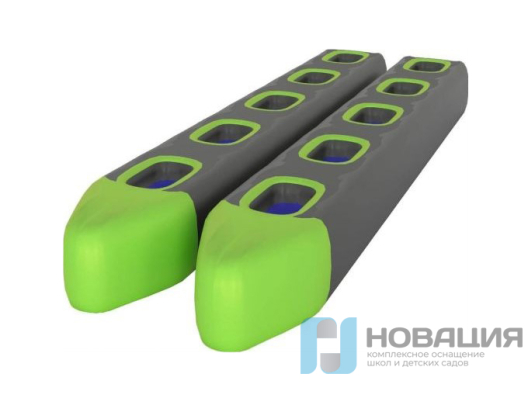 НОВАЦИЯ
КОМПЛЕКСНОЕ ОСНАЩЕНИЕ
ШКОЛ И ДЕТСКИХ САДОВ